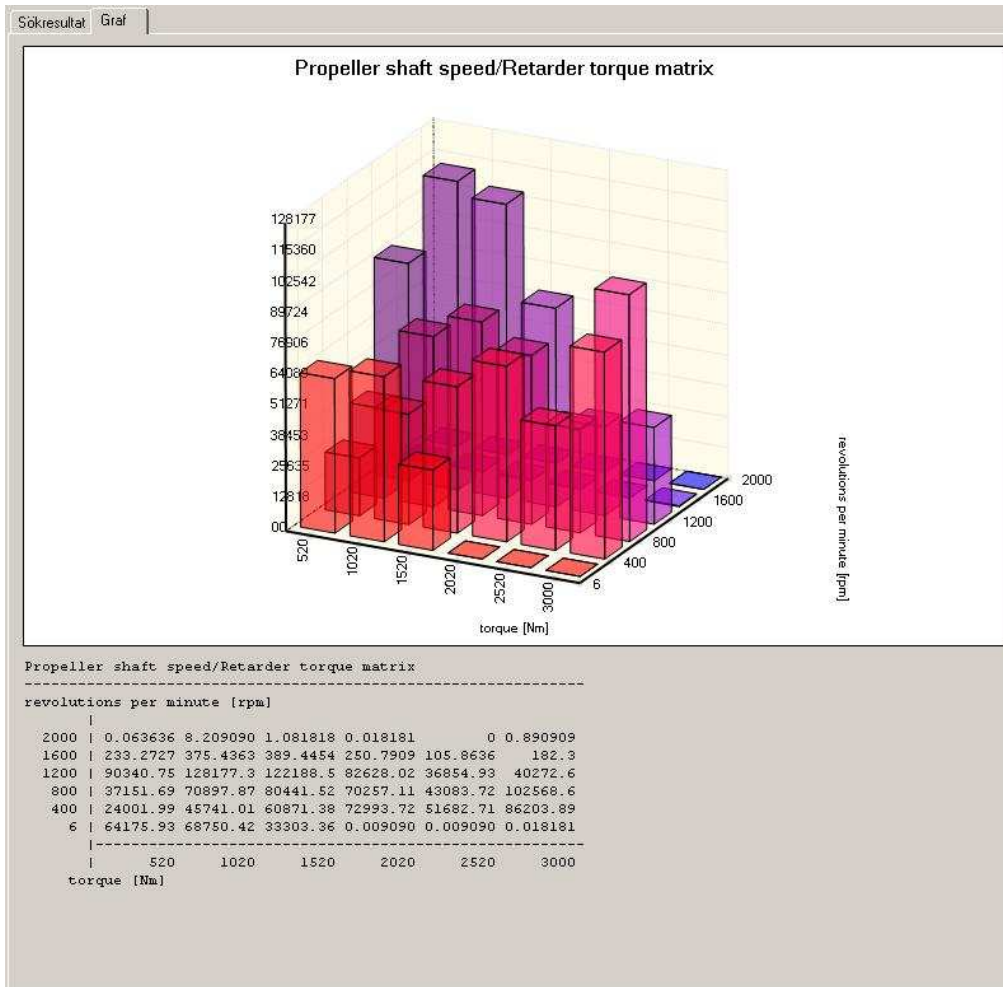 Sökresultat Graf
Propeller shaft speed/Retarder torque matrix
128177
115360
102542
89724
76906
64089
51271
38453
25635
12818
00
520
1020
1520
2020
2520
3000
6
400
800
1200
1600
2000
torque [Nm]
revolutions per minute [rpm]
Propeller shaft speed/Retarder torque matrix
----------------------------------------------------------------
revolutions per minute [rpm]
|
2000 | 0.063636 8.209090 1.081818 0.018181 0 0.890909
1600 | 233.2727 375.4363 389.4454 250.7909 105.8636 182.3
1200 | 90340.75 128177.3 122188.5 82628.02 36854.93 40272.6
800 | 37151.69 70897.87 80441.52 70257.11 43083.72 102568.6
400 | 24001.99 45741.01 60871.38 72993.72 51682.71 86203.89
6 | 64175.93 68750.42 33303.36 0.009090 0.009090 0.018181
|--------------------------------------------------------
| 520 1020 1520 2020 2520 3000
torque [Nm]